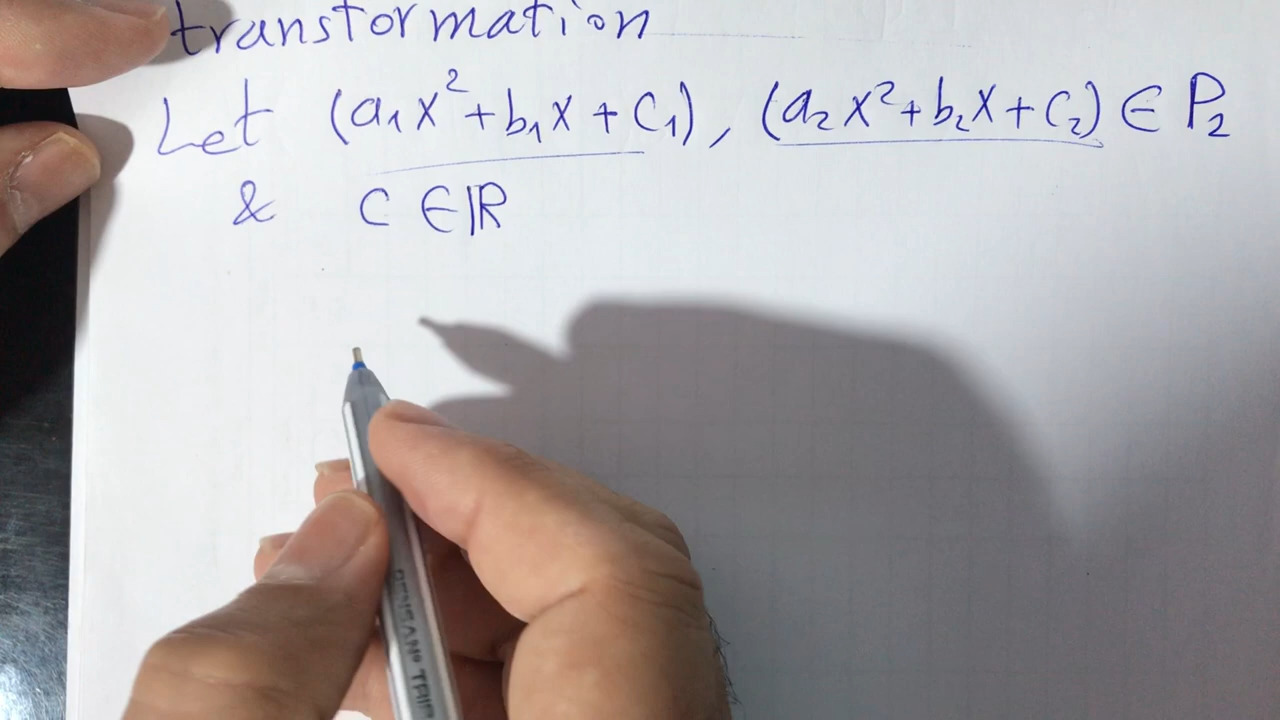 transformation
Let (a₁x²+b₁x+c₁), (a₂x²+b₂x+c₂) ∈ P₂
& C ∈ ℝ